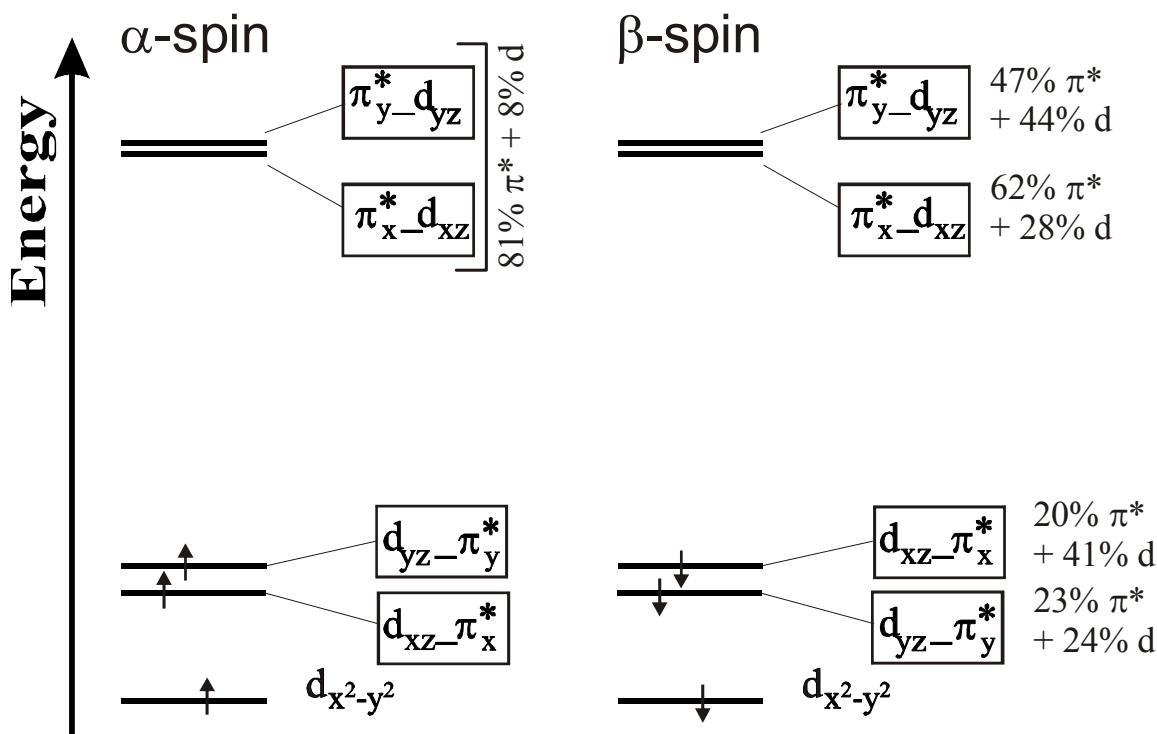 α-spin
β-spin
Energy
π*y_dyz
π*x_dxz
81% π* + 8% d
π*y_dyz
47% π*
+ 44% d
π*x_dxz
62% π*
+ 28% d
dyz_π*y
dxz_π*x
dx²-y²
dxz_π*x
20% π*
+ 41% d
dyz_π*y
23% π*
+ 24% d
dx²-y²